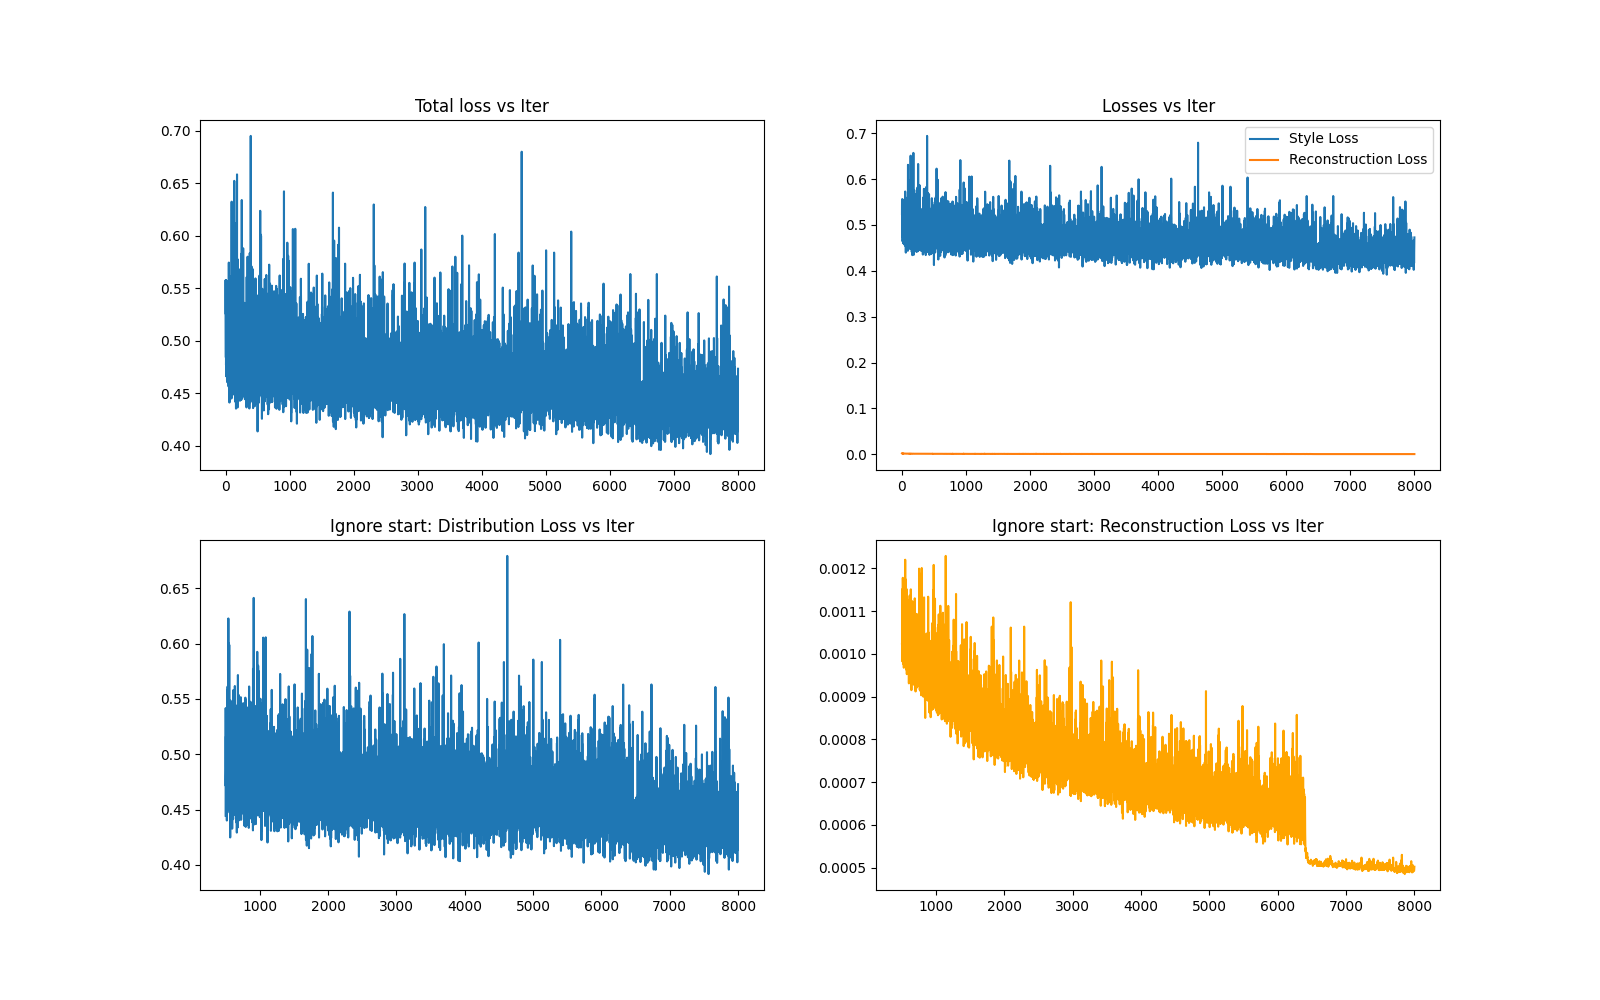 Total loss vs Iter
0.70
0.65
0.60
0.55
0.50
0.45
0.40
0 1000 2000 3000 4000 5000 6000 7000 8000
Losses vs Iter
Style Loss
Reconstruction Loss
0.7
0.6
0.5
0.4
0.3
0.2
0.1
0.0
0 1000 2000 3000 4000 5000 6000 7000 8000
Ignore start: Distribution Loss vs Iter
0.65
0.60
0.55
0.50
0.45
0.40
1000 2000 3000 4000 5000 6000 7000 8000
Ignore start: Reconstruction Loss vs Iter
0.0012
0.0011
0.0010
0.0009
0.0008
0.0007
0.0006
0.0005
1000 2000 3000 4000 5000 6000 7000 8000